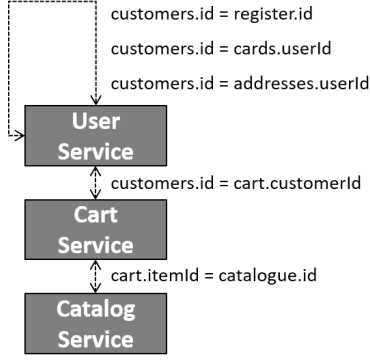 customers.id = register.id
customers.id = cards.userId
customers.id = addresses.userId
User
Service
customers.id = cart.customerId
Cart
Service
cart.itemId = catalogue.id
Catalog
Service